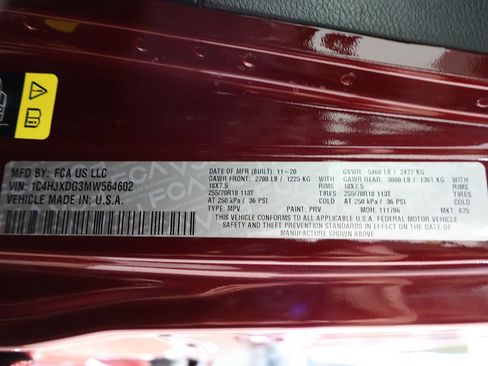 MFD BY: FCA US LLC
VIN: 1C4HJXDG3MW564602
VEHICLE MADE IN: U.S.A.
DATE OF MFR (BUILT): 11-20 GVWR: 5460 LB / 2477 KG
GAWR FRONT: 2700 LB / 1225 KG GAWR REAR: 3000 LB / 1361 KG
18X7.5 RIMS 18X7.5 RIMS
255/70R18 113T TIRES 255/70R18 113T TIRES
AT 250 kPa / 36 PSI COLD AT 250 kPa / 36 PSI COLD
TYPE: MPV PAINT: PRV MDH: 111706 MKT: 875
THIS VEHICLE CONFORMS TO ALL APPLICABLE U.S.A. FEDERAL MOTOR VEHICLE
SAFETY, BUMPER, AND THEFT PREVENTION STANDARDS IN EFFECT ON THE DATE OF
MANUFACTURE SHOWN ABOVE.